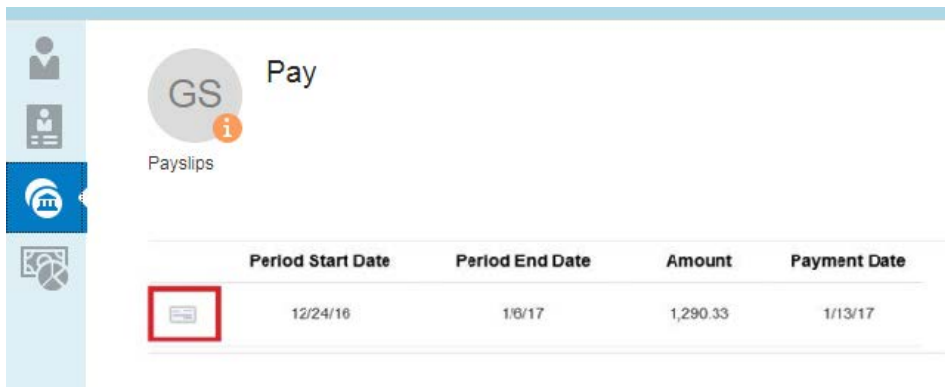 Pay
GS
i
Payslips
Period Start Date Period End Date Amount Payment Date
12/24/16 1/6/17 1,290.33 1/13/17